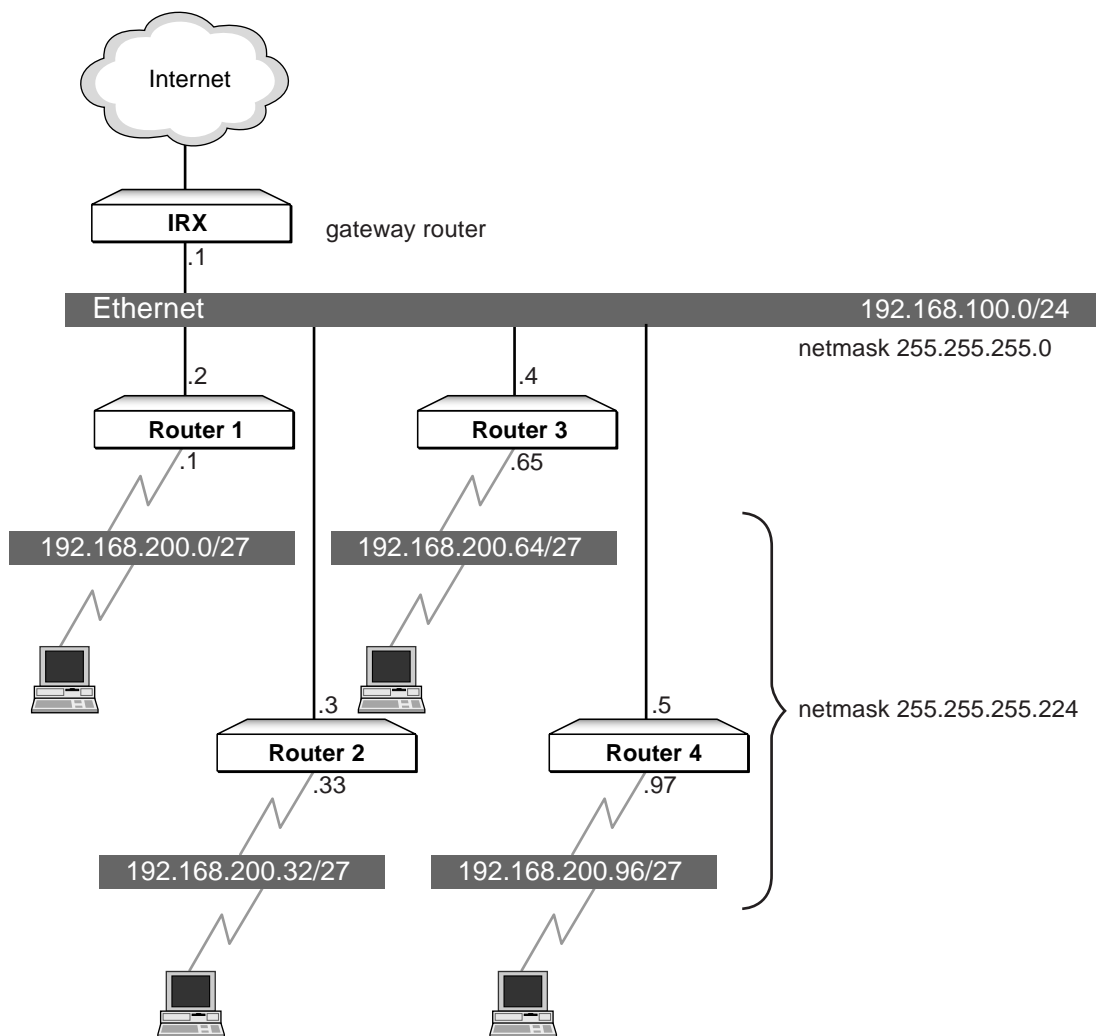 Internet
IRX
gateway router
.1
Ethernet
192.168.100.0/24
netmask 255.255.255.0
.2
.4
Router 1
Router 3
.1
.65
192.168.200.0/27
192.168.200.64/27
.3
.5
netmask 255.255.255.224
Router 2
Router 4
.33
.97
192.168.200.32/27
192.168.200.96/27